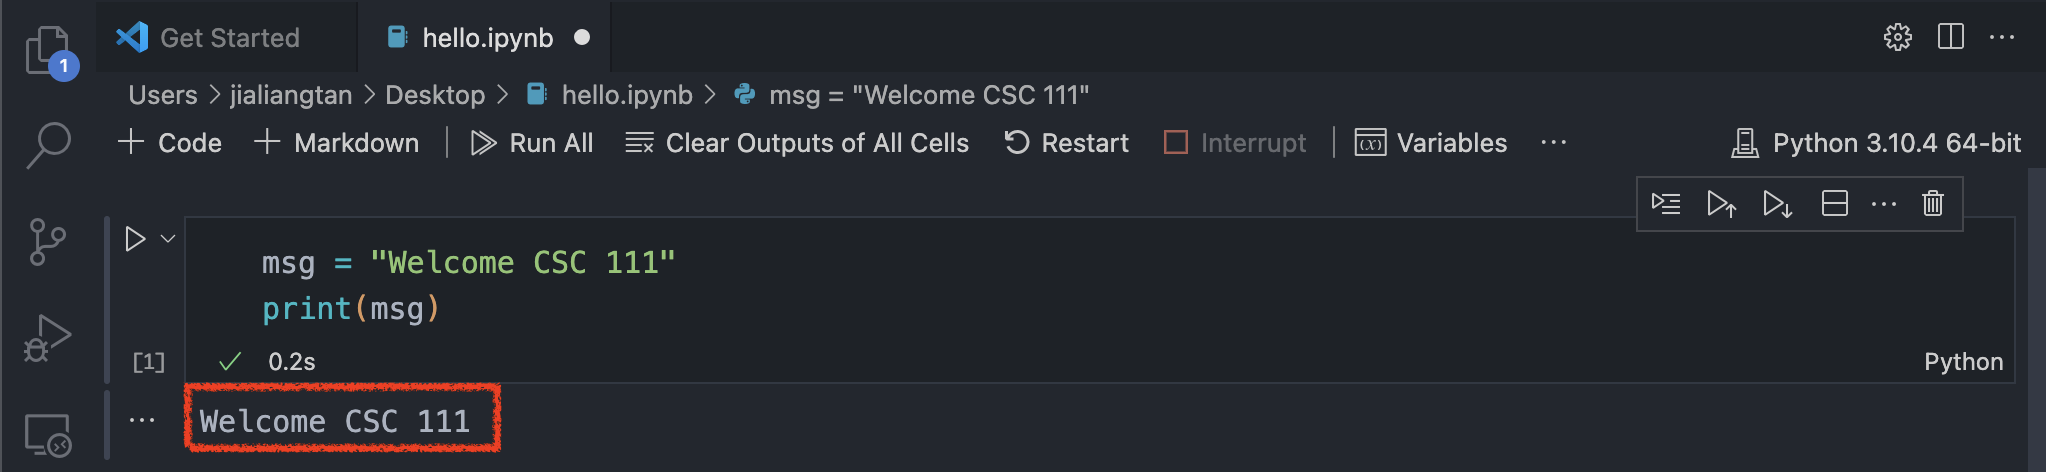 Get Started hello.ipynb
1
Users > jialiangtan > Desktop > hello.ipynb > msg = "Welcome CSC 111"
+ Code + Markdown Run All Clear Outputs of All Cells Restart Interrupt (x) Variables ... Python 3.10.4 64-bit
msg = "Welcome CSC 111"
print(msg)
[1] ✓ 0.2s Python
... Welcome CSC 111